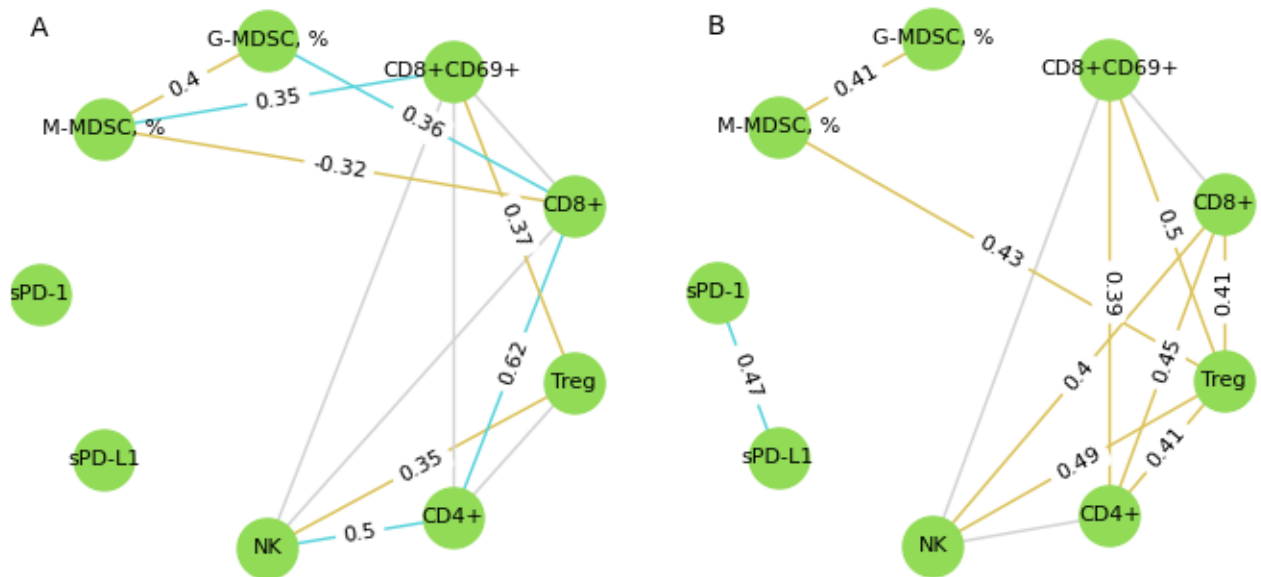 A
G-MDSC, %
CD8+CD69+
0.4
0.35
M-MDSC, %
0.36
-0.32
CD8+
0.37
sPD-1
0.62
Treg
sPD-L1
0.35
CD4+
0.5
NK
B
G-MDSC, %
CD8+CD69+
0.41
M-MDSC, %
CD8+
0.5
0.43
sPD-1
0.39
0.41
0.45
0.4
0.47
Treg
sPD-L1
0.49
0.41
CD4+
NK